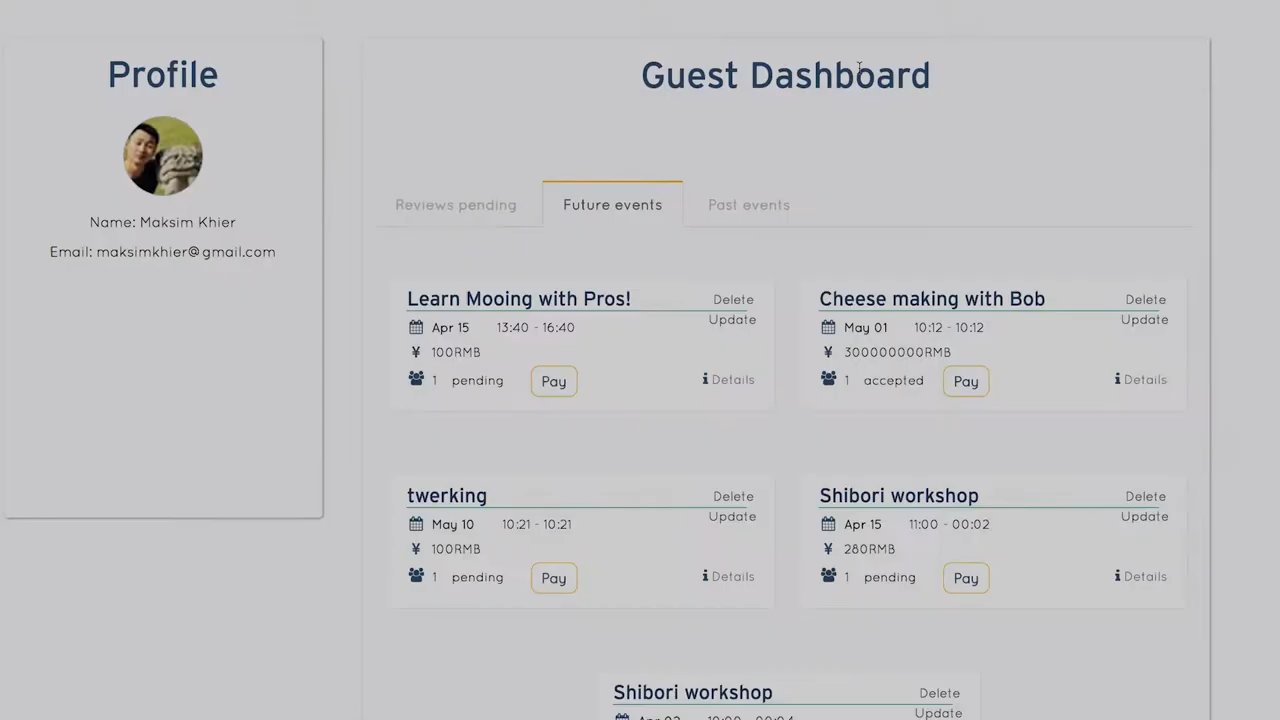 Profile
Name: Maksim Khier
Email: maksimkhier@gmail.com
Guest Dashboard
Reviews pending
Future events
Past events
Learn Mooing with Pros!
Delete
Update
Apr 15 13:40 - 16:40
¥ 100RMB
1 pending Pay
Details
Cheese making with Bob
Delete
Update
May 01 10:12 - 10:12
¥ 300000000RMB
1 accepted Pay
Details
twerking
Delete
Update
May 10 10:21 - 10:21
¥ 100RMB
1 pending Pay
Details
Shibori workshop
Delete
Update
Apr 15 11:00 - 00:02
¥ 280RMB
1 pending Pay
Details
Shibori workshop
Delete
Update